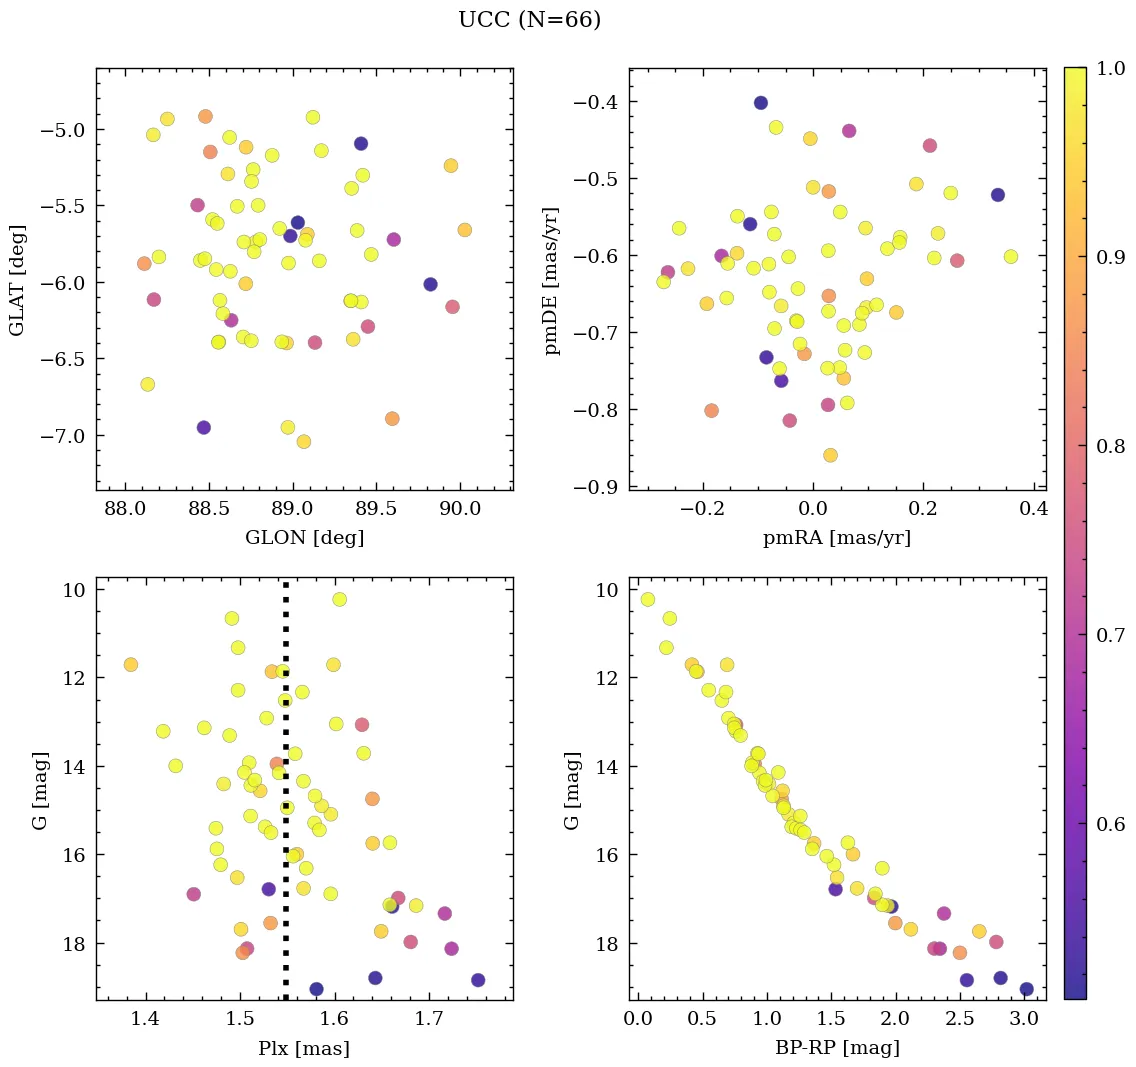 UCC (N=66)
−5.0
−5.5
−6.0
−6.5
−7.0
GLAT [deg]
88.0 88.5 89.0 89.5 90.0
GLON [deg]
−0.4
−0.5
−0.6
−0.7
−0.8
−0.9
pmDE [mas/yr]
−0.2 0.0 0.2 0.4
pmRA [mas/yr]
10
12
14
16
18
G [mag]
1.4 1.5 1.6 1.7
Plx [mas]
10
12
14
16
18
G [mag]
0.0 0.5 1.0 1.5 2.0 2.5 3.0
BP-RP [mag]
1.0
0.9
0.8
0.7
0.6